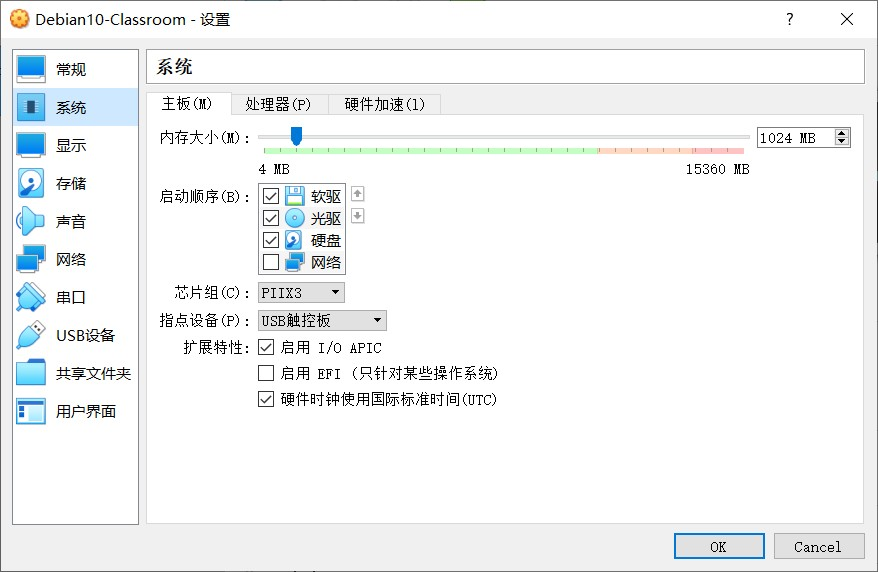 Debian10-Classroom - 设置
?
常规
系统
显示
存储
声音
网络
串口
USB设备
共享文件夹
用户界面
系统
主板(M) 处理器(P) 硬件加速(l)
内存大小(M): 1024 MB
4 MB 15360 MB
启动顺序(B): 软驱
光驱
硬盘
网络
芯片组(C): PIIX3
指点设备(P): USB触控板
扩展特性: 启用 I/O APIC
启用 EFI (只针对某些操作系统)
硬件时钟使用国际标准时间(UTC)
OK Cancel